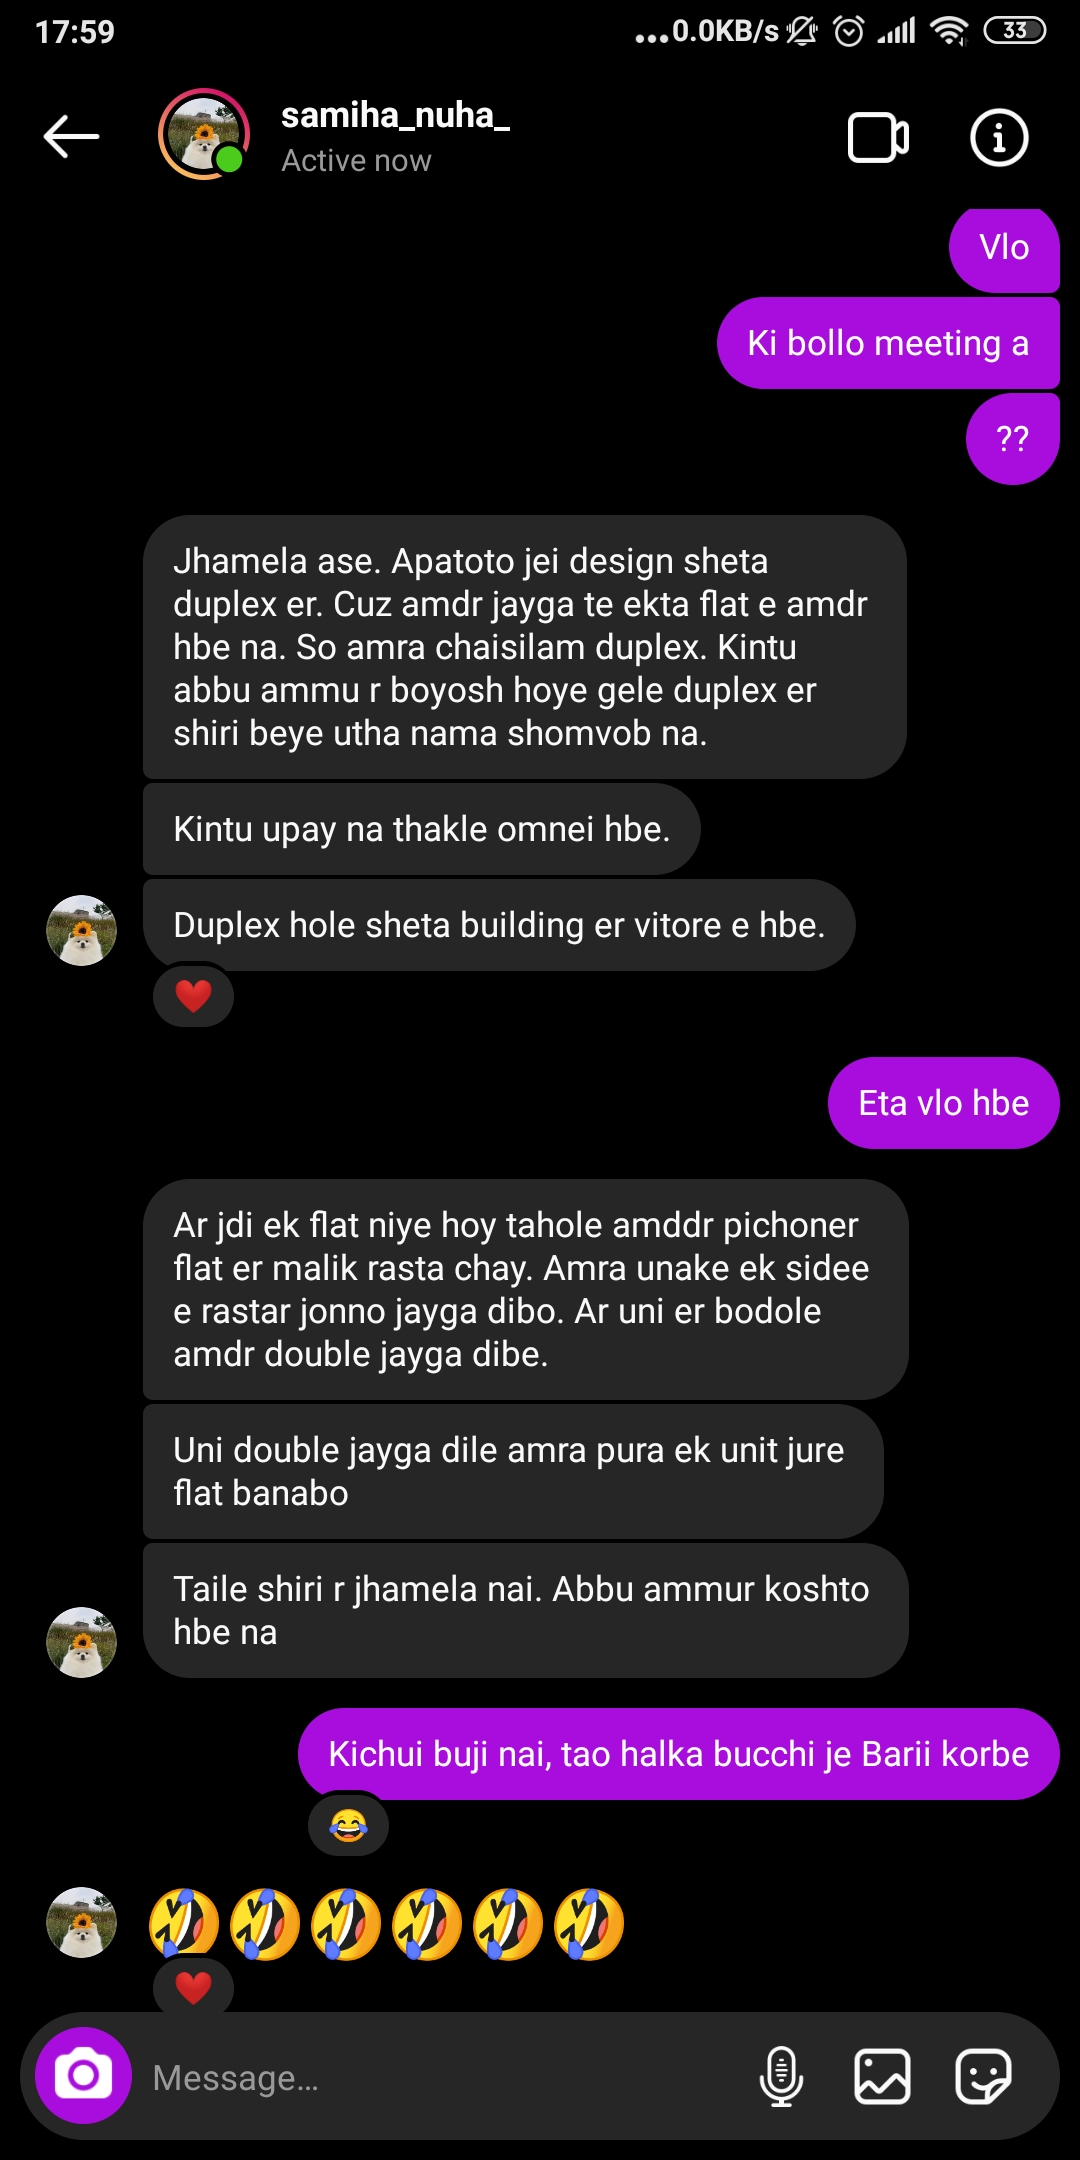 17:59
...0.0KB/s
33
samiha_nuha_
Active now
Vlo
Ki bollo meeting a
??
Jhamela ase. Apatoto jei design sheta
duplex er. Cuz amdr jayga te ekta flat e amdr
hbe na. So amra chaisilam duplex. Kintu
abbu ammu r boyosh hoye gele duplex er
shiri beye utha nama shomvob na.
Kintu upay na thakle omnei hbe.
Duplex hole sheta building er vitore e hbe.
❤️
Eta vlo hbe
Ar jdi ek flat niye hoy tahole amddr pichoner
flat er malik rasta chay. Amra unake ek sidee
e rastar jonno jayga dibo. Ar uni er bodole
amdr double jayga dibe.
Uni double jayga dile amra pura ek unit jure
flat banabo
Taile shiri r jhamela nai. Abbu ammur koshto
hbe na
Kichui buji nai, tao halka bucchi je Barii korbe
😂
🤣🤣🤣🤣🤣🤣
❤️
Message...